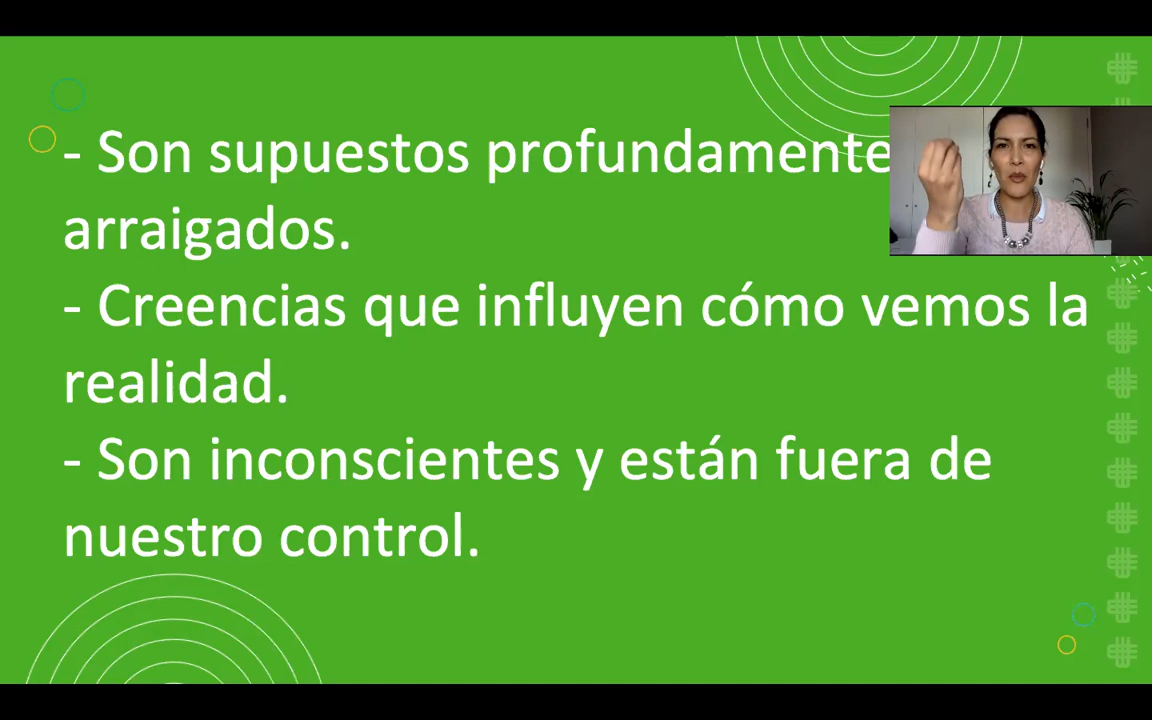 - Son supuestos profundamente
arraigados.
- Creencias que influyen cómo vemos la
realidad.
- Son inconscientes y están fuera de
nuestro control.